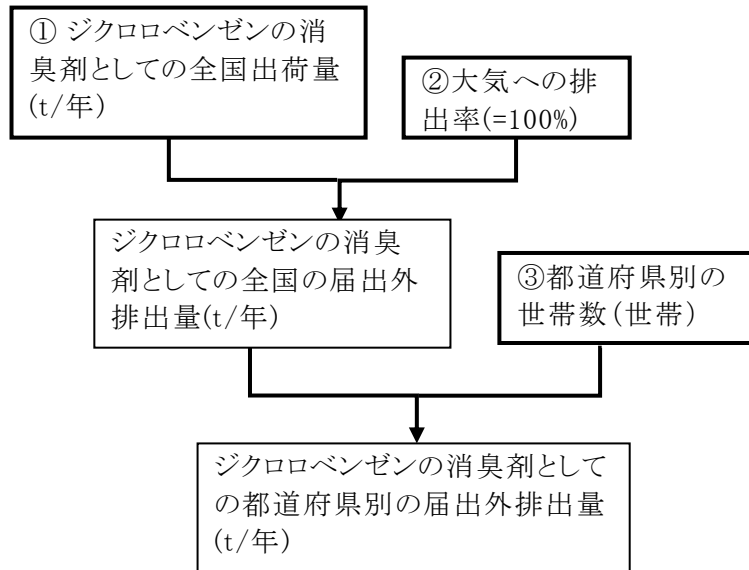 ① ジクロロベンゼンの消
臭剤としての全国出荷量
(t/年)
②大気への排
出率(=100%)
ジクロロベンゼンの消臭
剤としての全国の届出外
排出量(t/年)
③都道府県別の
世帯数(世帯)
ジクロロベンゼンの消臭剤として
の都道府県別の届出外排出量
(t/年)